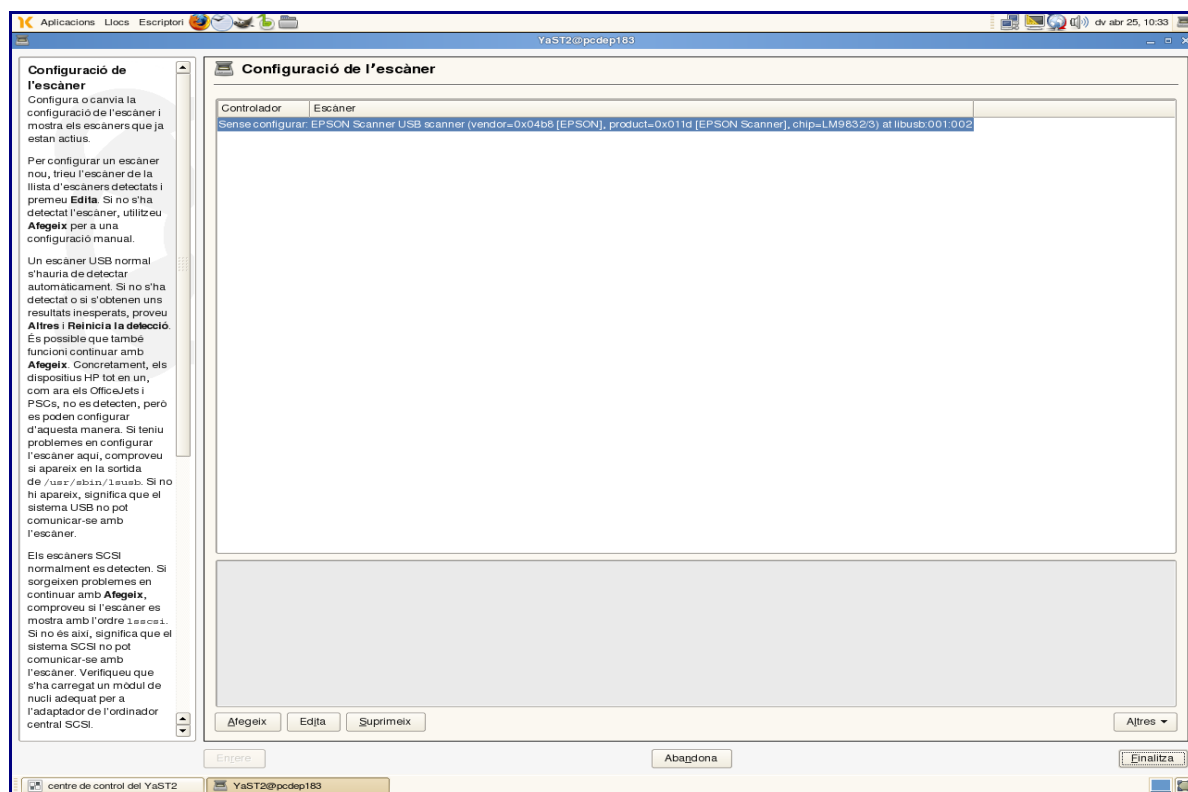 Aplicacions Llocs Escriptori
dv abr 25, 10:33
YaST2@pcdep183
Configuració de
l'escàner
Configura o canvia la
configuració de l'escàner i
mostra els escàners que ja
estan actius.
Per configurar un escàner
nou, trieu l'escàner de la
llista d'escàners detectats i
premeu Edita. Si no s'ha
detectat l'escàner, utilitzeu
Afegeix per a una
configuració manual.
Un escàner USB normal
s'hauria de detectar
automàticament. Si no s'ha
detectat o si s'obtenen uns
resultats inesperats, proveu
Altres i Reinicia la detecció.
És possible que també
funcioni continuar amb
Afegeix. Concretament, els
dispositius HP tot en un,
com ara els OfficeJets i
PSCs, no es detecten, però
es poden configurar
d'aquesta manera. Si teniu
problemes en configurar
l'escàner aquí, comproveu
si apareix en la sortida
de /usr/sbin/lsusb. Si no
hi apareix, significa que el
sistema USB no pot
comunicar-se amb
l'escàner.
Els escàners SCSI
normalment es detecten. Si
sorgeixen problemes en
continuar amb Afegeix,
comproveu si l'escàner es
mostra amb l'ordre lsscsi.
Si no és així, significa que el
sistema SCSI no pot
comunicar-se amb
l'escàner. Verifiqueu que
s'ha carregat un mòdul de
nucli adequat per a
l'adaptador de l'ordinador
central SCSI.
Configuració de l'escàner
Controlador Escàner
Sense configurar: EPSON Scanner USB scanner (vendor=0x04b8 [EPSON], product=0x011d [EPSON Scanner], chip=LM9832/3) at libusb:001:002
Afegeix Edita Suprimeix Altres
Enrere Abandona Finalitza
centre de control del YaST2 YaST2@pcdep183